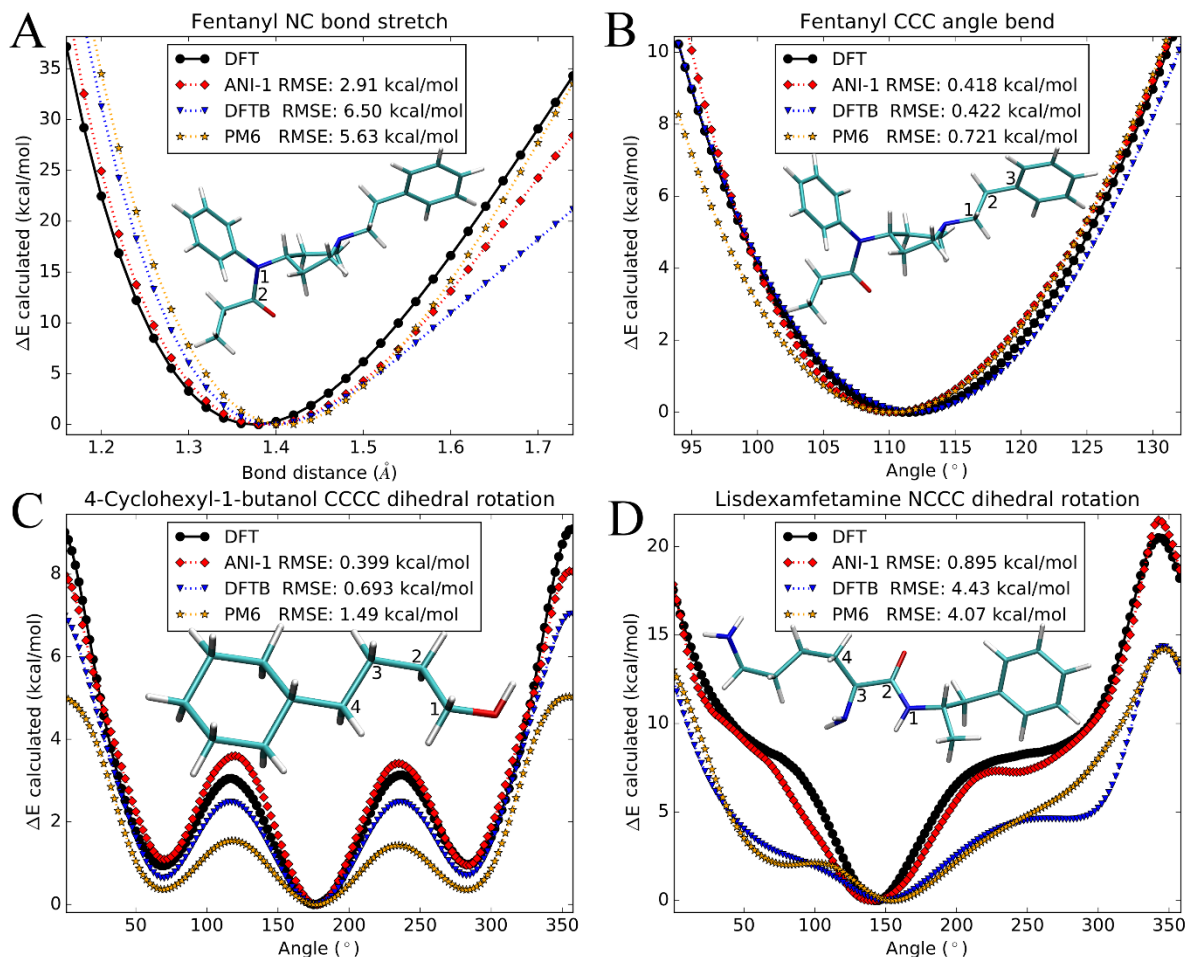 A
Fentanyl NC bond stretch
DFT
ANI-1 RMSE: 2.91 kcal/mol
DFTB RMSE: 6.50 kcal/mol
PM6 RMSE: 5.63 kcal/mol
35
30
25
20
15
10
5
0
ΔE calculated (kcal/mol)
1
2
1.2
1.3
1.4
1.5
1.6
1.7
Bond distance (Å)
B
Fentanyl CCC angle bend
DFT
ANI-1 RMSE: 0.418 kcal/mol
DFTB RMSE: 0.422 kcal/mol
PM6 RMSE: 0.721 kcal/mol
10
8
6
4
2
0
ΔE calculated (kcal/mol)
3
1
2
95
100
105
110
115
120
125
130
Angle (°)
C
4-Cyclohexyl-1-butanol CCCC dihedral rotation
DFT
ANI-1 RMSE: 0.399 kcal/mol
DFTB RMSE: 0.693 kcal/mol
PM6 RMSE: 1.49 kcal/mol
8
6
4
2
0
ΔE calculated (kcal/mol)
2
3
4
1
50
100
150
200
250
300
350
Angle (°)
D
Lisdexamfetamine NCCC dihedral rotation
DFT
ANI-1 RMSE: 0.895 kcal/mol
DFTB RMSE: 4.43 kcal/mol
PM6 RMSE: 4.07 kcal/mol
20
15
10
5
0
ΔE calculated (kcal/mol)
4
2
3
1
50
100
150
200
250
300
350
Angle (°)